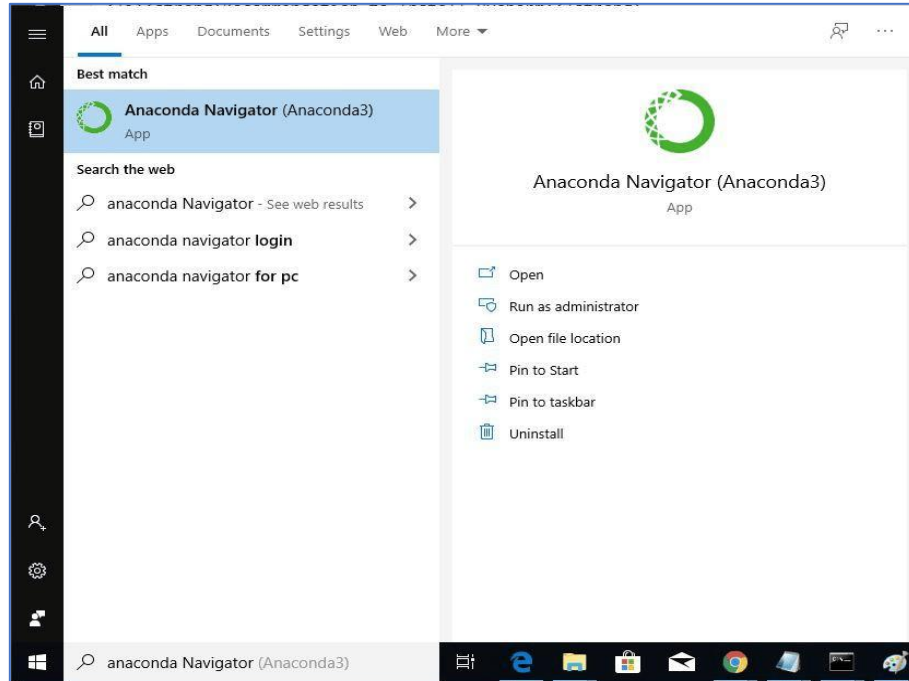 All Apps Documents Settings Web More
Best match
Anaconda Navigator (Anaconda3)
App
Search the web
anaconda Navigator - See web results
anaconda navigator login
anaconda navigator for pc
Anaconda Navigator (Anaconda3)
App
Open
Run as administrator
Open file location
Pin to Start
Pin to taskbar
Uninstall
anaconda Navigator (Anaconda3)